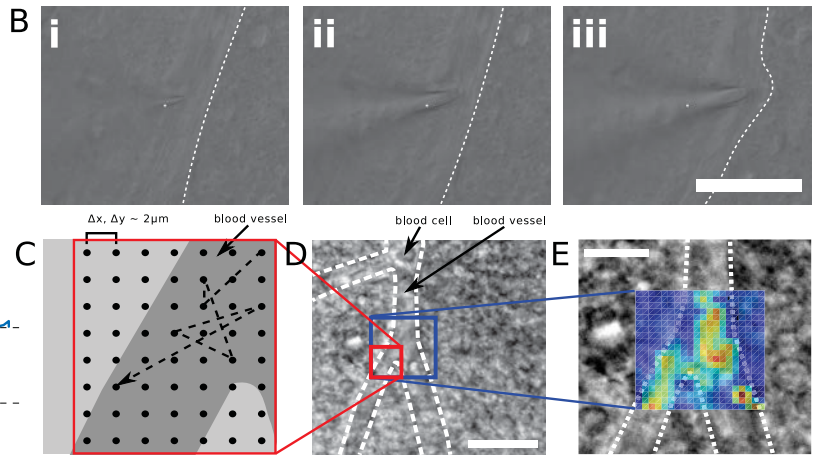 B
i
ii
iii
Δx, Δy ~ 2μm
blood vessel
blood cell
blood vessel
C
D
E